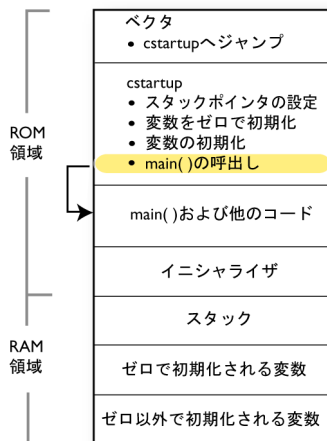 ベクタ
• cstartupへジャンプ
cstartup
• スタックポインタの設定
• 変数をゼロで初期化
• 変数の初期化
• main( )の呼出し
ROM
領域
main( )および他のコード
イニシャライザ
スタック
RAM
領域
ゼロで初期化される変数
ゼロ以外で初期化される変数